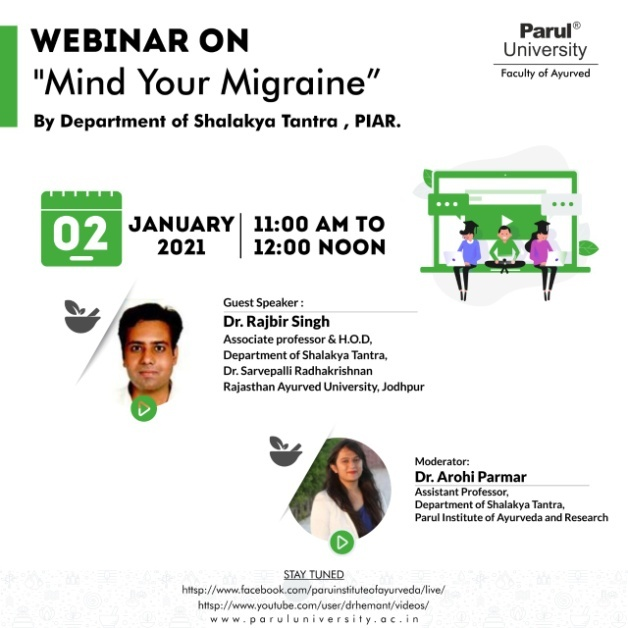 WEBINAR ON
"Mind Your Migraine”
By Department of Shalakya Tantra , PIAR.
Parul®
University
Faculty of Ayurved
02
JANUARY
2021
11:00 AM TO
12:00 NOON
Guest Speaker :
Dr. Rajbir Singh
Associate professor & H.O.D,
Department of Shalakya Tantra,
Dr. Sarvepalli Radhakrishnan
Rajasthan Ayurved University, Jodhpur
Moderator:
Dr. Arohi Parmar
Assistant Professor,
Department of Shalakya Tantra,
Parul Institute of Ayurveda and Research
STAY TUNED
https://www.facebook.com/paruinstituteofayurveda/live/
https://www.youtube.com/user/drhemant/videos/
www.paruluniversity.ac.in